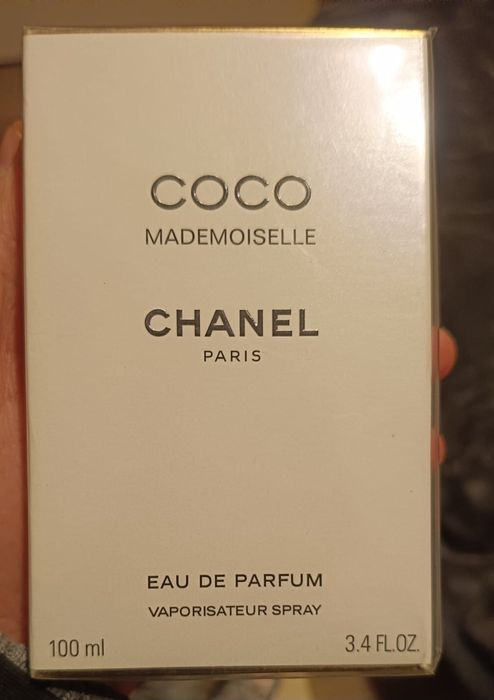 COCO
MADEMOISELLE
CHANEL
PARIS
EAU DE PARFUM
VAPORISATEUR SPRAY
100 ml 3.4 FL.OZ.